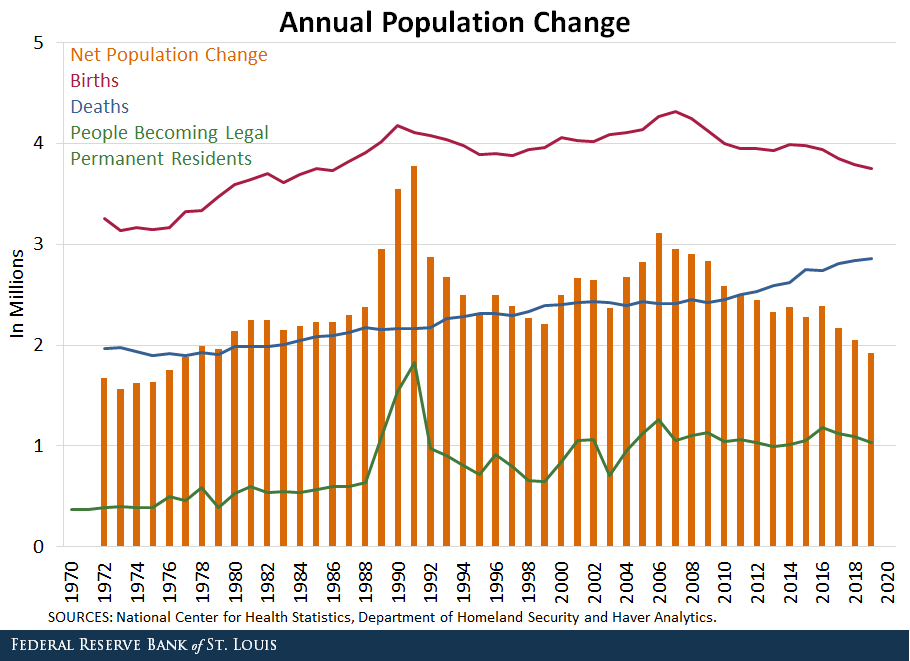 Annual Population Change
Net Population Change
Births
Deaths
People Becoming Legal
Permanent Residents
In Millions
5
4
3
2
1
0
1970 1972 1974 1976 1978 1980 1982 1984 1986 1988 1990 1992 1994 1996 1998 2000 2002 2004 2006 2008 2010 2012 2014 2016 2018 2020
SOURCES: National Center for Health Statistics, Department of Homeland Security and Haver Analytics.
FEDERAL RESERVE BANK of ST. LOUIS